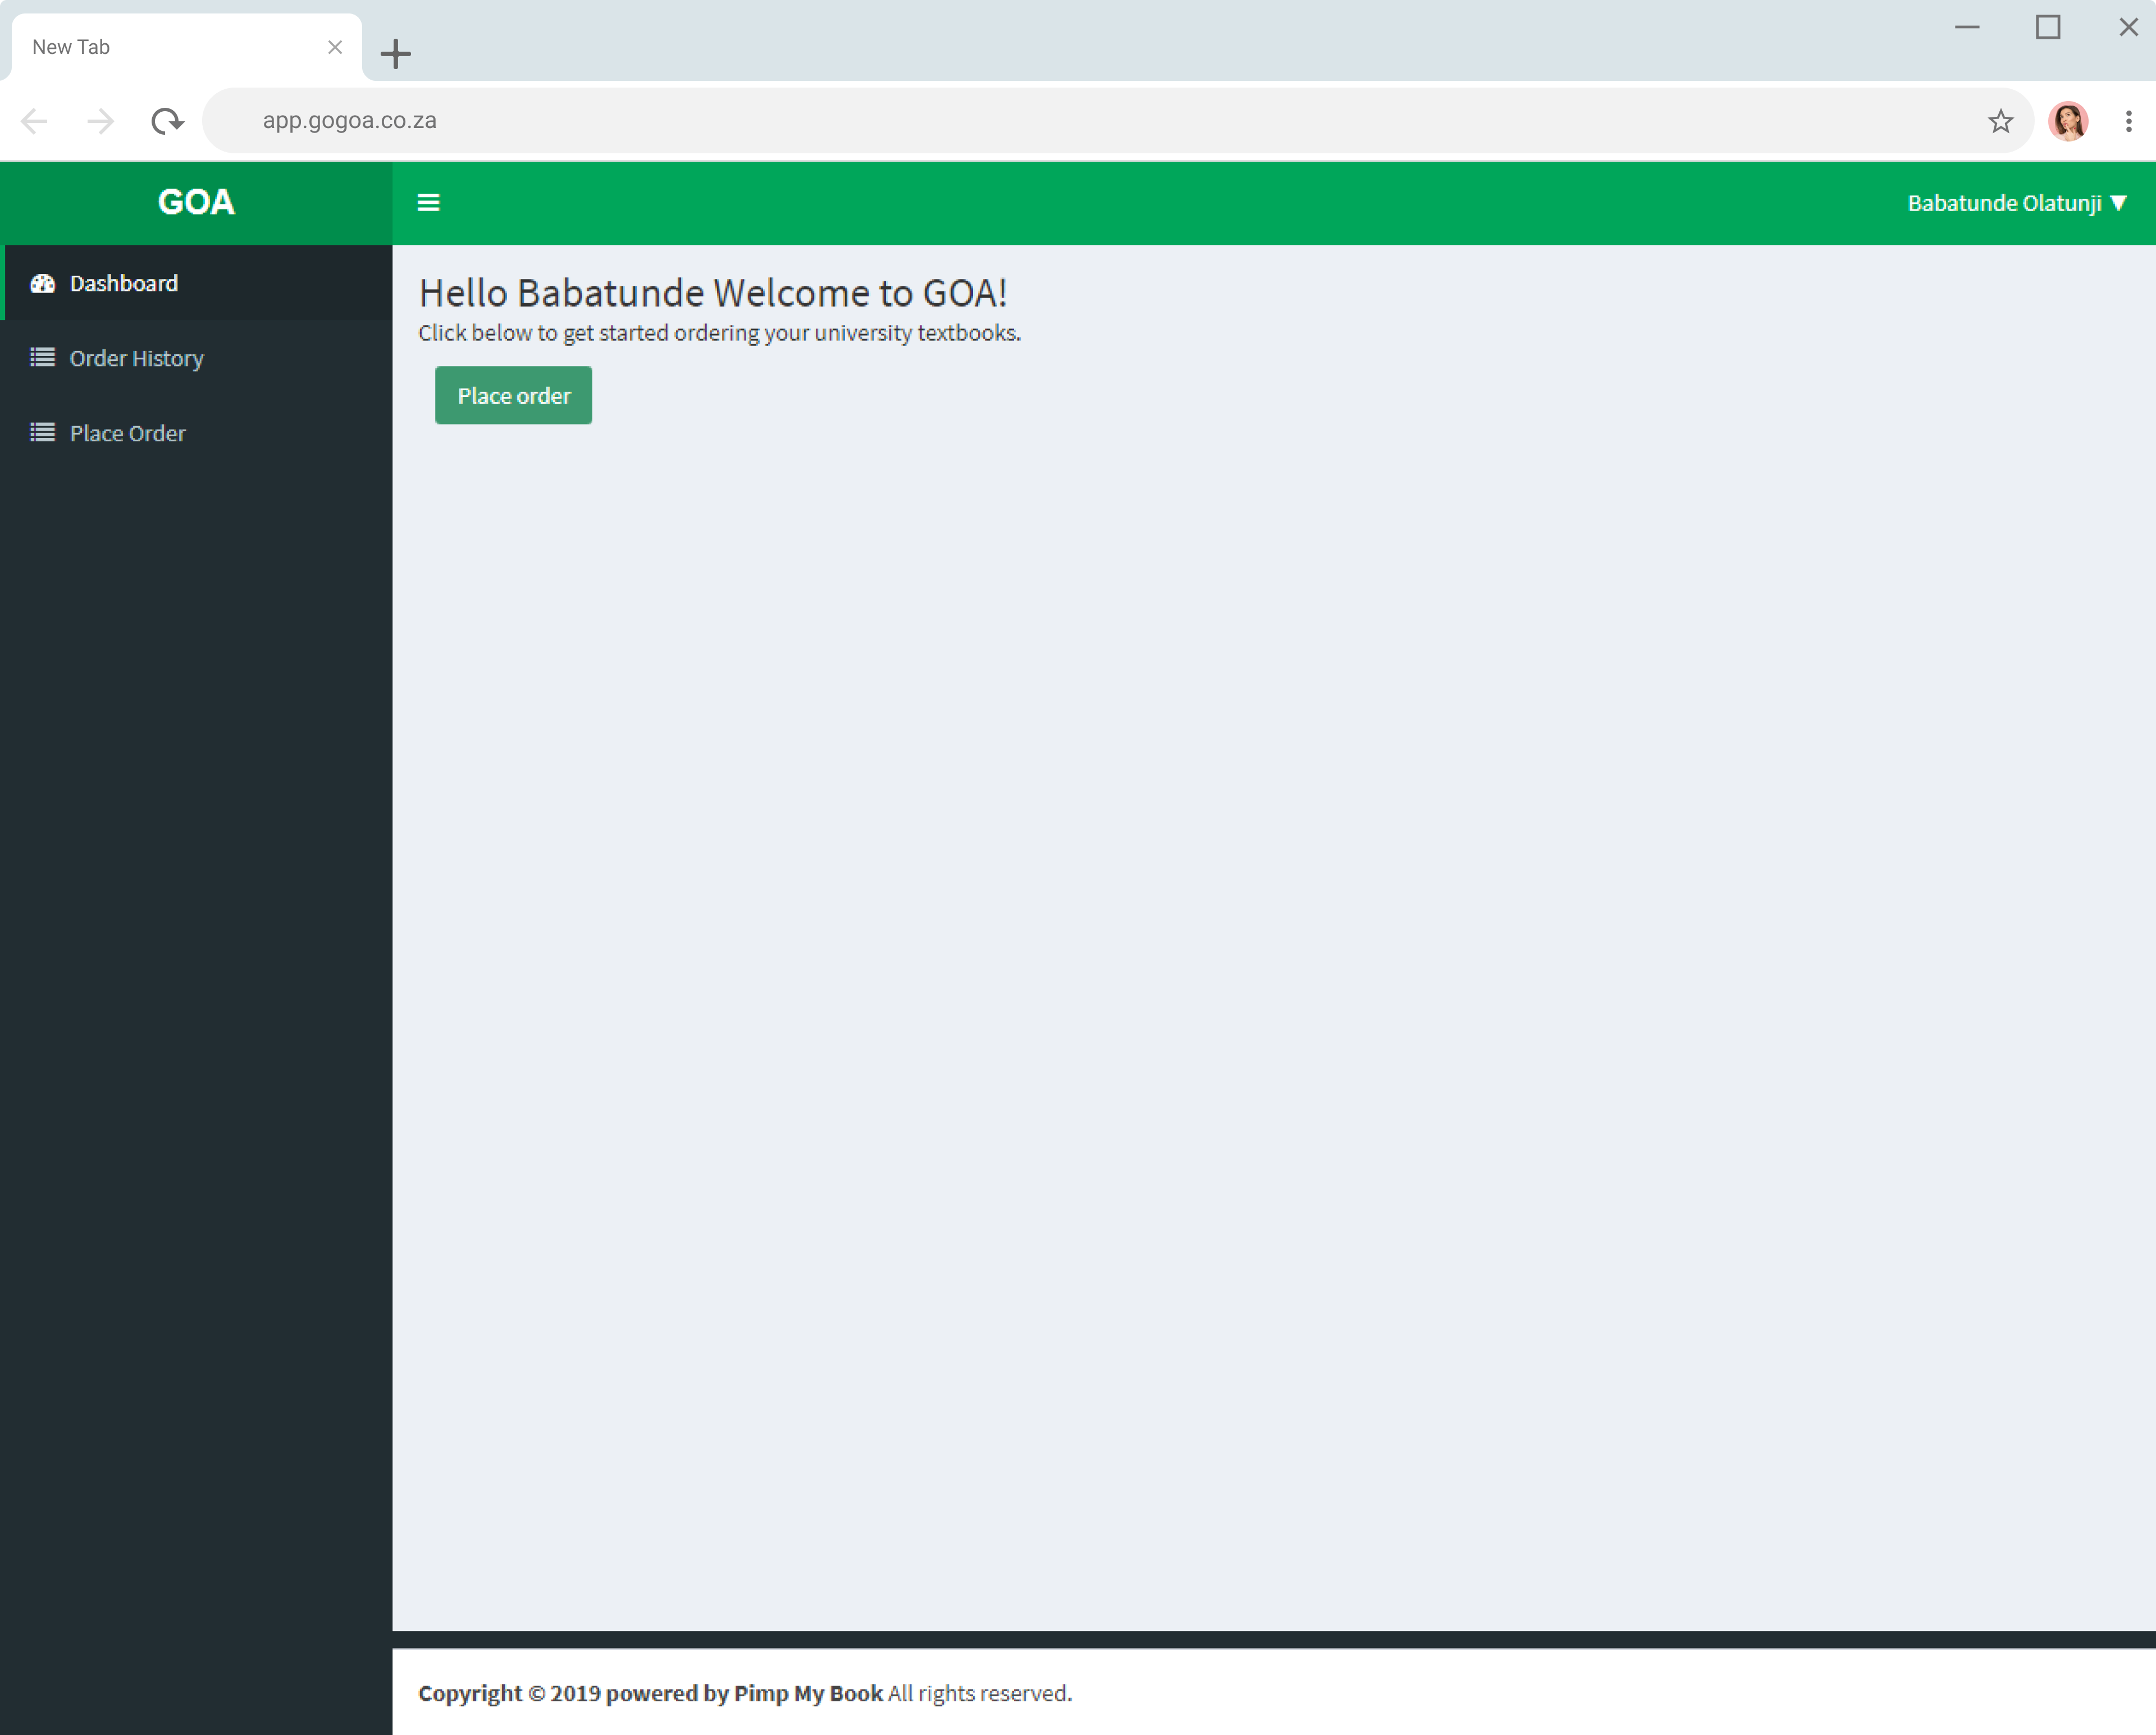 New Tab
app.gogoa.co.za
GOA
Babatunde Olatunji ▼
Dashboard
Order History
Place Order
Hello Babatunde Welcome to GOA!
Click below to get started ordering your university textbooks.
Place order
Copyright © 2019 powered by Pimp My Book All rights reserved.